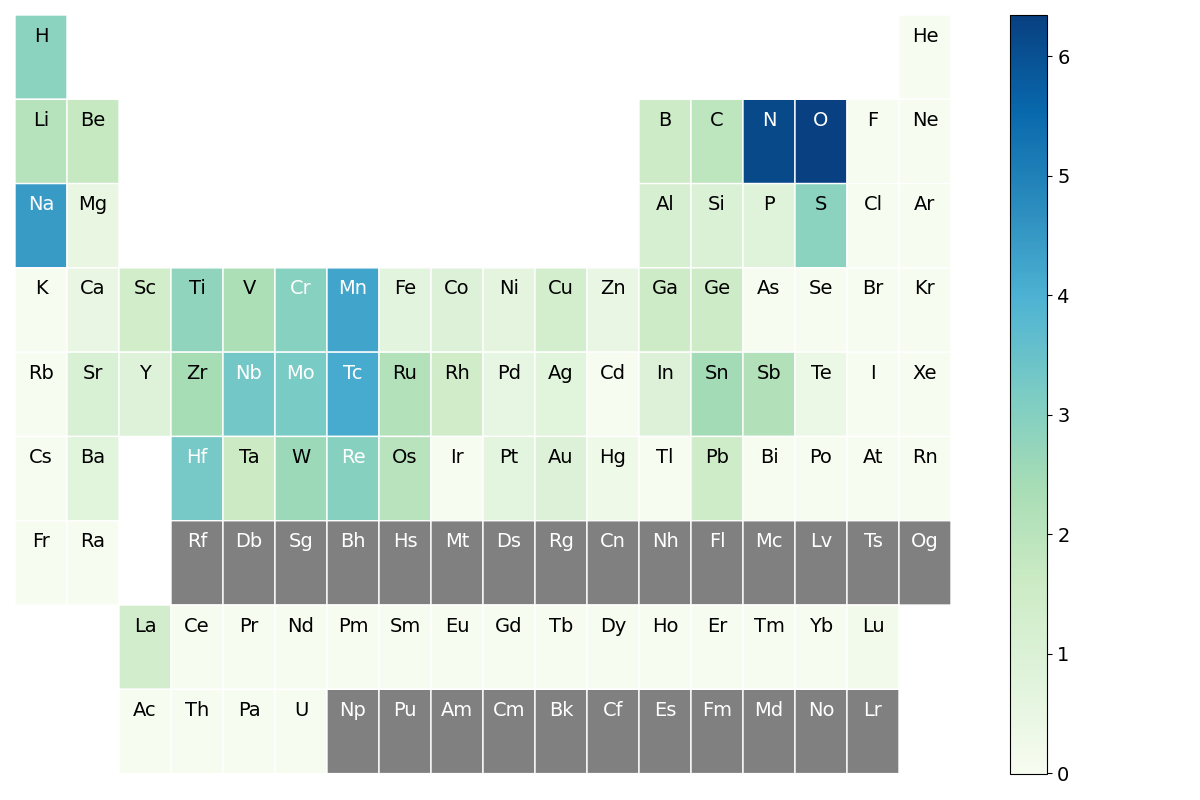 H He
Li Be B C N O F Ne
Na Mg Al Si P S Cl Ar
K Ca Sc Ti V Cr Mn Fe Co Ni Cu Zn Ga Ge As Se Br Kr
Rb Sr Y Zr Nb Mo Tc Ru Rh Pd Ag Cd In Sn Sb Te I Xe
Cs Ba Hf Ta W Re Os Ir Pt Au Hg Tl Pb Bi Po At Rn
Fr Ra Rf Db Sg Bh Hs Mt Ds Rg Cn Nh Fl Mc Lv Ts Og
La Ce Pr Nd Pm Sm Eu Gd Tb Dy Ho Er Tm Yb Lu
Ac Th Pa U Np Pu Am Cm Bk Cf Es Fm Md No Lr
6
5
4
3
2
1
0